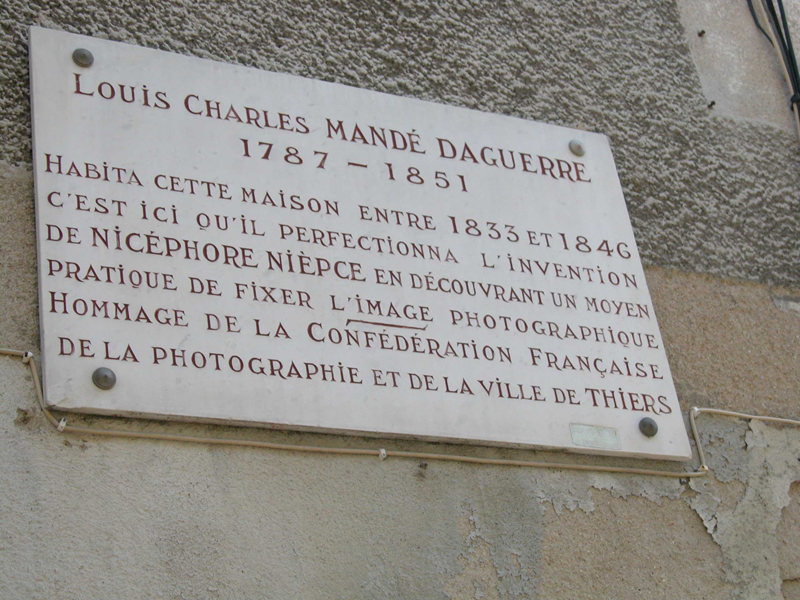 LOUIS CHARLES MANDÉ DAGUERRE
1787 - 1851
HABITA CETTE MAISON ENTRE 1833 ET 1846
C'EST ICI QU'IL PERFECTIONNA L'INVENTION
DE NICÉPHORE NIÈPCE EN DÉCOUVRANT UN MOYEN
PRATIQUE DE FIXER L'IMAGE PHOTOGRAPHIQUE
HOMMAGE DE LA CONFÉDÉRATION FRANÇAISE
DE LA PHOTOGRAPHIE ET DE LA VILLE DE THIERS